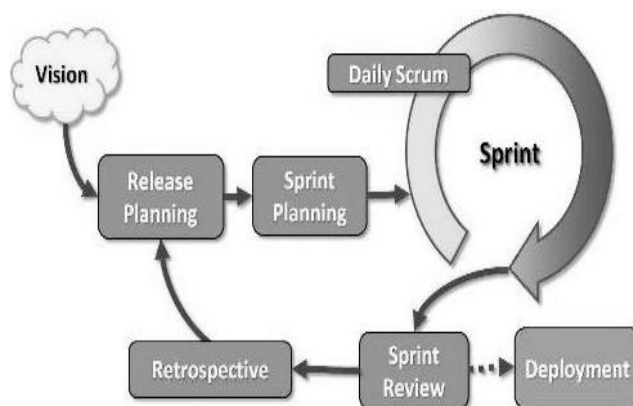 Vision
Daily Scrum
Sprint
Release
Planning
Sprint
Planning
Retrospective
Sprint
Review
Deployment